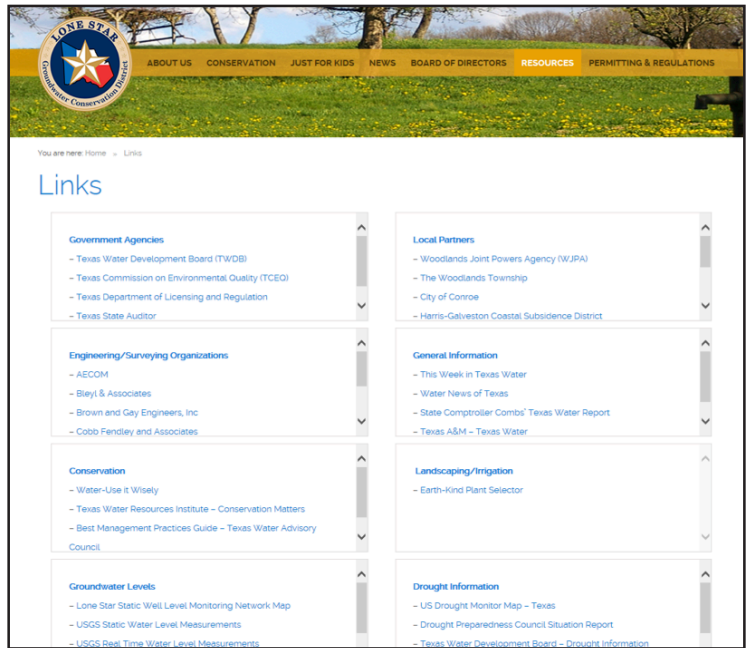 LONE STAR
Groundwater Conservation District
ABOUT US CONSERVATION JUST FOR KIDS NEWS BOARD OF DIRECTORS RESOURCES PERMITTING & REGULATIONS
You are here: Home > Links
Links
Government Agencies
– Texas Water Development Board (TWDB)
– Texas Commission on Environmental Quality (TCEQ)
– Texas Department of Licensing and Regulation
– Texas State Auditor
Local Partners
– Woodlands Joint Powers Agency (WJPA)
– The Woodlands Township
– City of Conroe
– Harris-Galveston Coastal Subsidence District
Engineering/Surveying Organizations
– AECOM
– Bleyl & Associates
– Brown and Gay Engineers, Inc
– Cobb Fendley and Associates
General Information
– This Week in Texas Water
– Water News of Texas
– State Comptroller Combs' Texas Water Report
– Texas A&M – Texas Water
Conservation
– Water-Use it Wisely
– Texas Water Resources Institute – Conservation Matters
– Best Management Practices Guide – Texas Water Advisory
Council
Landscaping/Irrigation
– Earth-Kind Plant Selector
Groundwater Levels
– Lone Star Static Well Level Monitoring Network Map
– USGS Static Water Level Measurements
– USGS Real Time Water Level Measurements
Drought Information
– US Drought Monitor Map – Texas
– Drought Preparedness Council Situation Report
– Texas Water Development Board – Drought Information